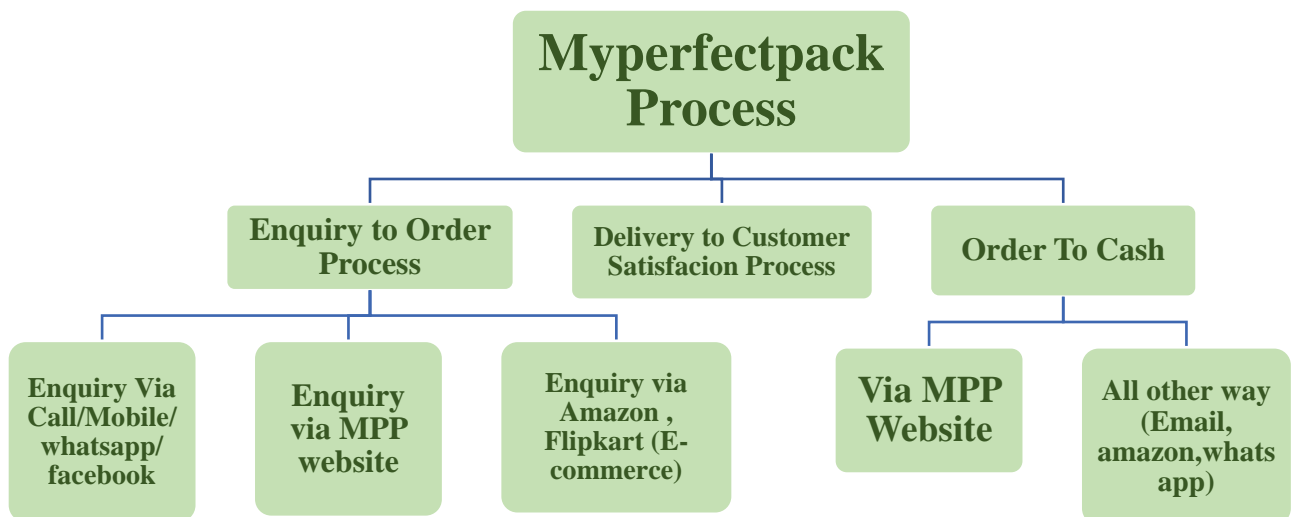 Myperfectpack
Process
Enquiry to Order
Process
Delivery to Customer
Satisfacion Process
Order To Cash
Enquiry Via
Call/Mobile/
whatsapp/
facebook
Enquiry
via MPP
website
Enquiry via
Amazon ,
Flipkart (E-
commerce)
Via MPP
Website
All other way
(Email,
amazon,whats
app)